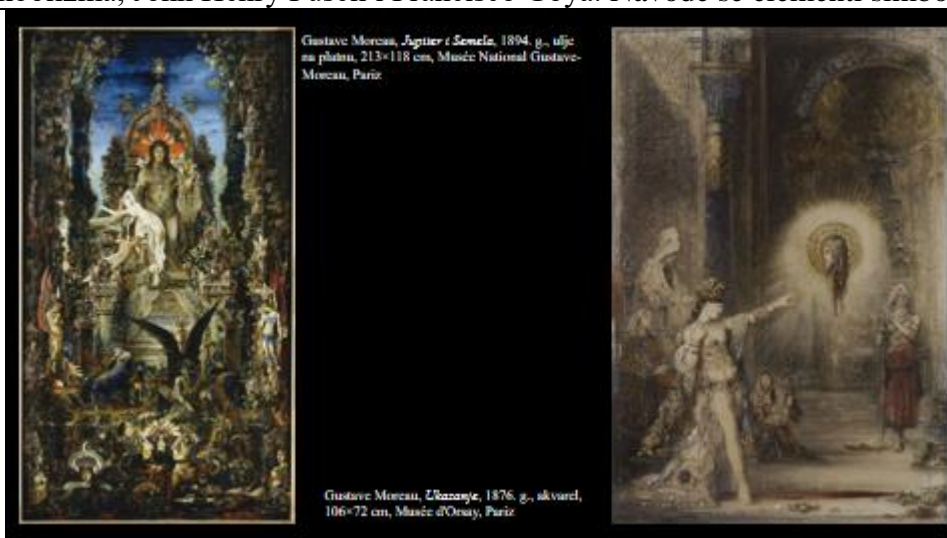 John Henry Fuseli i Francisco Goya. Navode se elementi
Gustave Moreau, Jupiter i Semela, 1894. g., ulje
na platnu, 213×118 cm, Musée National Gustave-
Moreau, Pariz
Gustave Moreau, Ukazanje, 1876. g., akvarel,
106×72 cm, Musée d'Orsay, Pariz